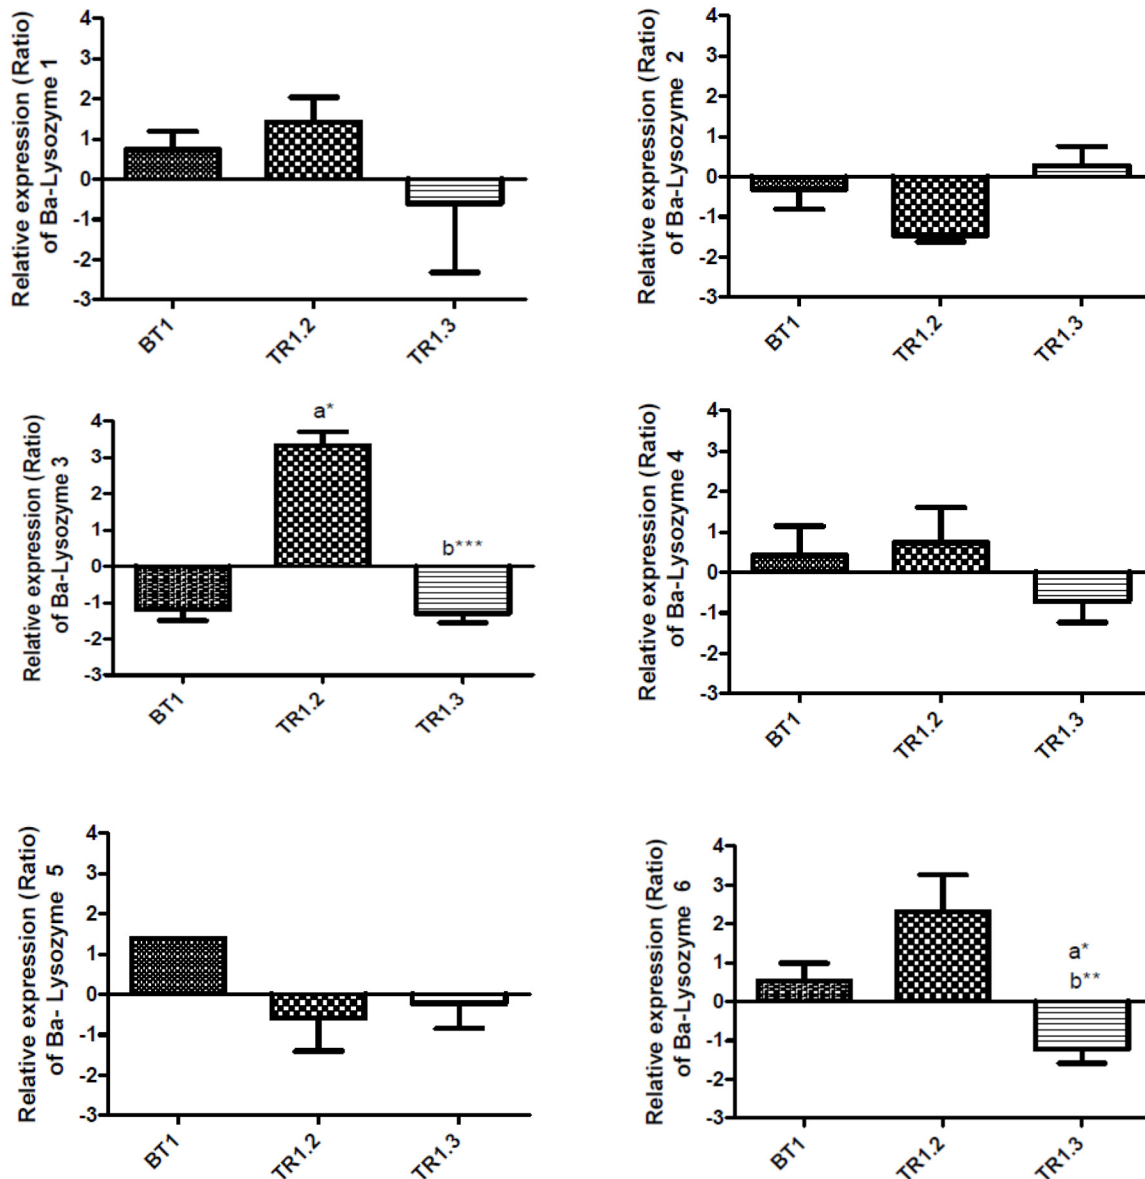 Relative expression (Ratio)
of Ba-Lysozyme 1
4
3
2
1
0
-1
-2
-3
BT1
TR1.2
TR1.3
Relative expression (Ratio)
of Ba-Lysozyme 2
4
3
2
1
0
-1
-2
-3
BT1
TR1.2
TR1.3
Relative expression (Ratio)
of Ba-Lysozyme 3
4
3
2
1
0
-1
-2
-3
a*
b***
BT1
TR1.2
TR1.3
Relative expression (Ratio)
of Ba-Lysozyme 4
4
3
2
1
0
-1
-2
-3
BT1
TR1.2
TR1.3
Relative expression (Ratio)
of Ba- Lysozyme 5
4
3
2
1
0
-1
-2
-3
BT1
TR1.2
TR1.3
Relative expression (Ratio)
of Ba-Lysozyme 6
4
3
2
1
0
-1
-2
-3
a*
b**
BT1
TR1.2
TR1.3